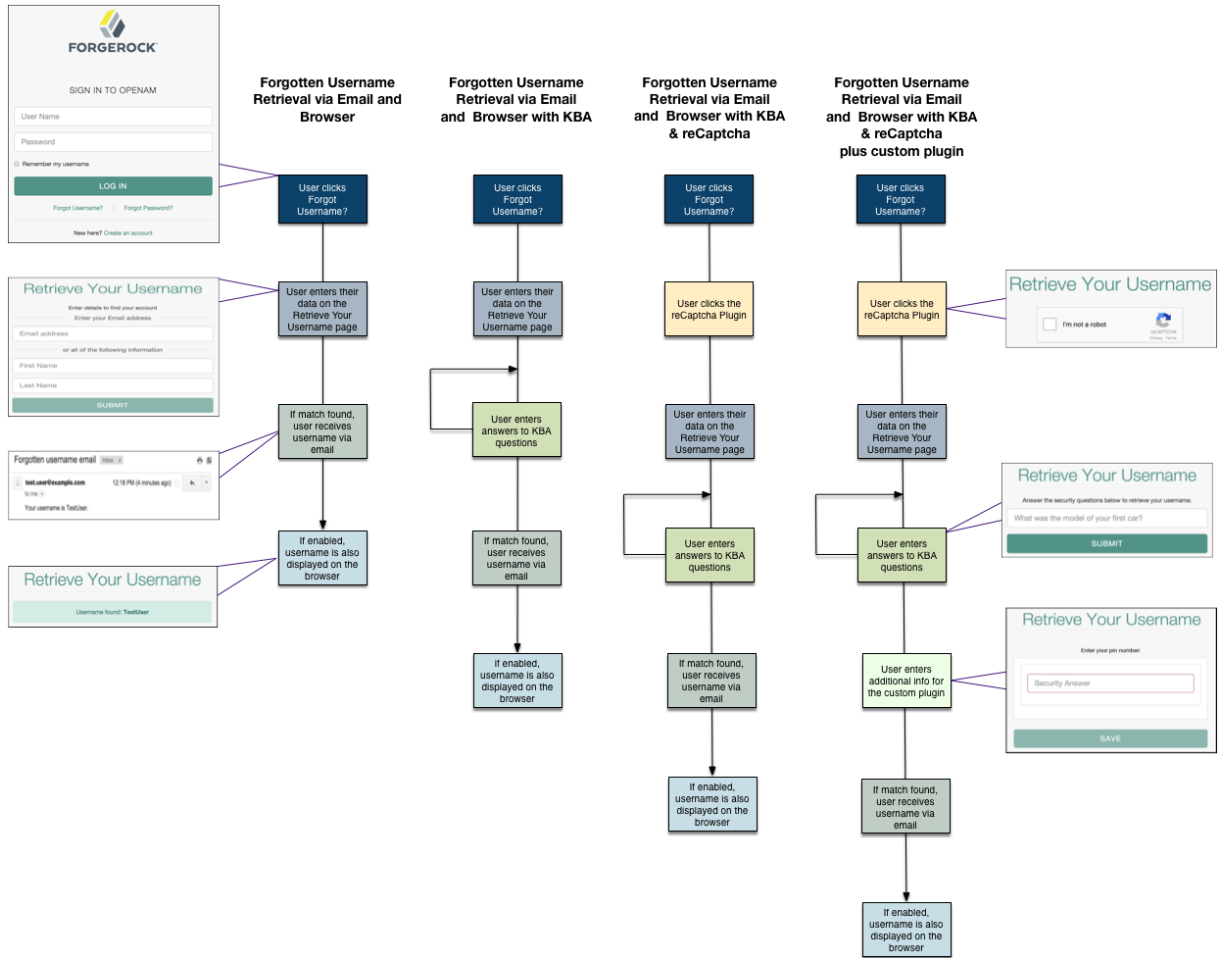 FORGEROCK
SIGN IN TO OPENAM
User Name
Password
Remember my username
LOG IN
Forgot Username?
Forgot Password?
New here? Create an account
Retrieve Your Username
Enter details to find your account
Enter your Email address
Email address
or all of the following information
First Name
Last Name
SUBMIT
Forgotten username email
Inbox x
test.user@example.com
12:18 PM (4 minutes ago)
to me
Your username is TestUser.
Retrieve Your Username
Username found: TestUser
Forgotten Username
Retrieval via Email and
Browser
User clicks
Forgot
Username?
User enters their
data on the
Retrieve Your
Username page
If match found,
user receives
username via
email
If enabled,
username is also
displayed on the
browser
Forgotten Username
Retrieval via Email
and Browser with KBA
User clicks
Forgot
Username?
User enters their
data on the
Retrieve Your
Username page
User enters
answers to KBA
questions
If match found,
user receives
username via
email
if enabled,
username is also
displayed on the
browser
Forgotten Username
Retrieval via Email
and Browser with KBA
& reCaptcha
User clicks
Forgot
Username?
User clicks the
reCaptcha Plugin
User enters their
data on the
Retrieve Your
Username page
User enters
answers to KBA
questions
If match found,
user receives
username via
email
If enabled,
username is also
displayed on the
browser
Forgotten Username
Retrieval via Email
and Browser with KBA
& reCaptcha
plus custom plugin
User clicks
Forgot
Username?
User clicks the
reCaptcha Plugin
User enters their
data on the
Retrieve Your
Username page
User enters
answers to KBA
questions
User enters
additional info for
the custom plugin
If match found,
user receives
username via
email
If enabled,
username is also
displayed on the
browser
Retrieve Your Username
I'm not a robot
reCAPTCHA
Privacy - Terms
Retrieve Your Username
Answer the security questions below to retrieve your username.
What was the model of your first car?
SUBMIT
Retrieve Your Username
Enter your pin number:
Security Answer
SAVE